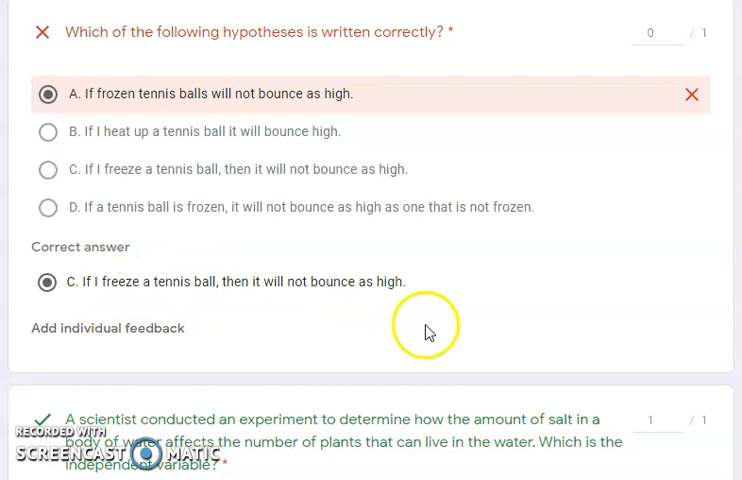 Which of the following hypotheses is written correctly? *
0 / 1
A. If frozen tennis balls will not bounce as high.
B. If I heat up a tennis ball it will bounce high.
C. If I freeze a tennis ball, then it will not bounce as high.
D. If a tennis ball is frozen, it will not bounce as high as one that is not frozen.
Correct answer
C. If I freeze a tennis ball, then it will not bounce as high.
Add individual feedback
A scientist conducted an experiment to determine how the amount of salt in a
1 / 1
body of water affects the number of plants that can live in the water. Which is the
independent variable? *
RECORDED WITH
SCREENCAST MATIC